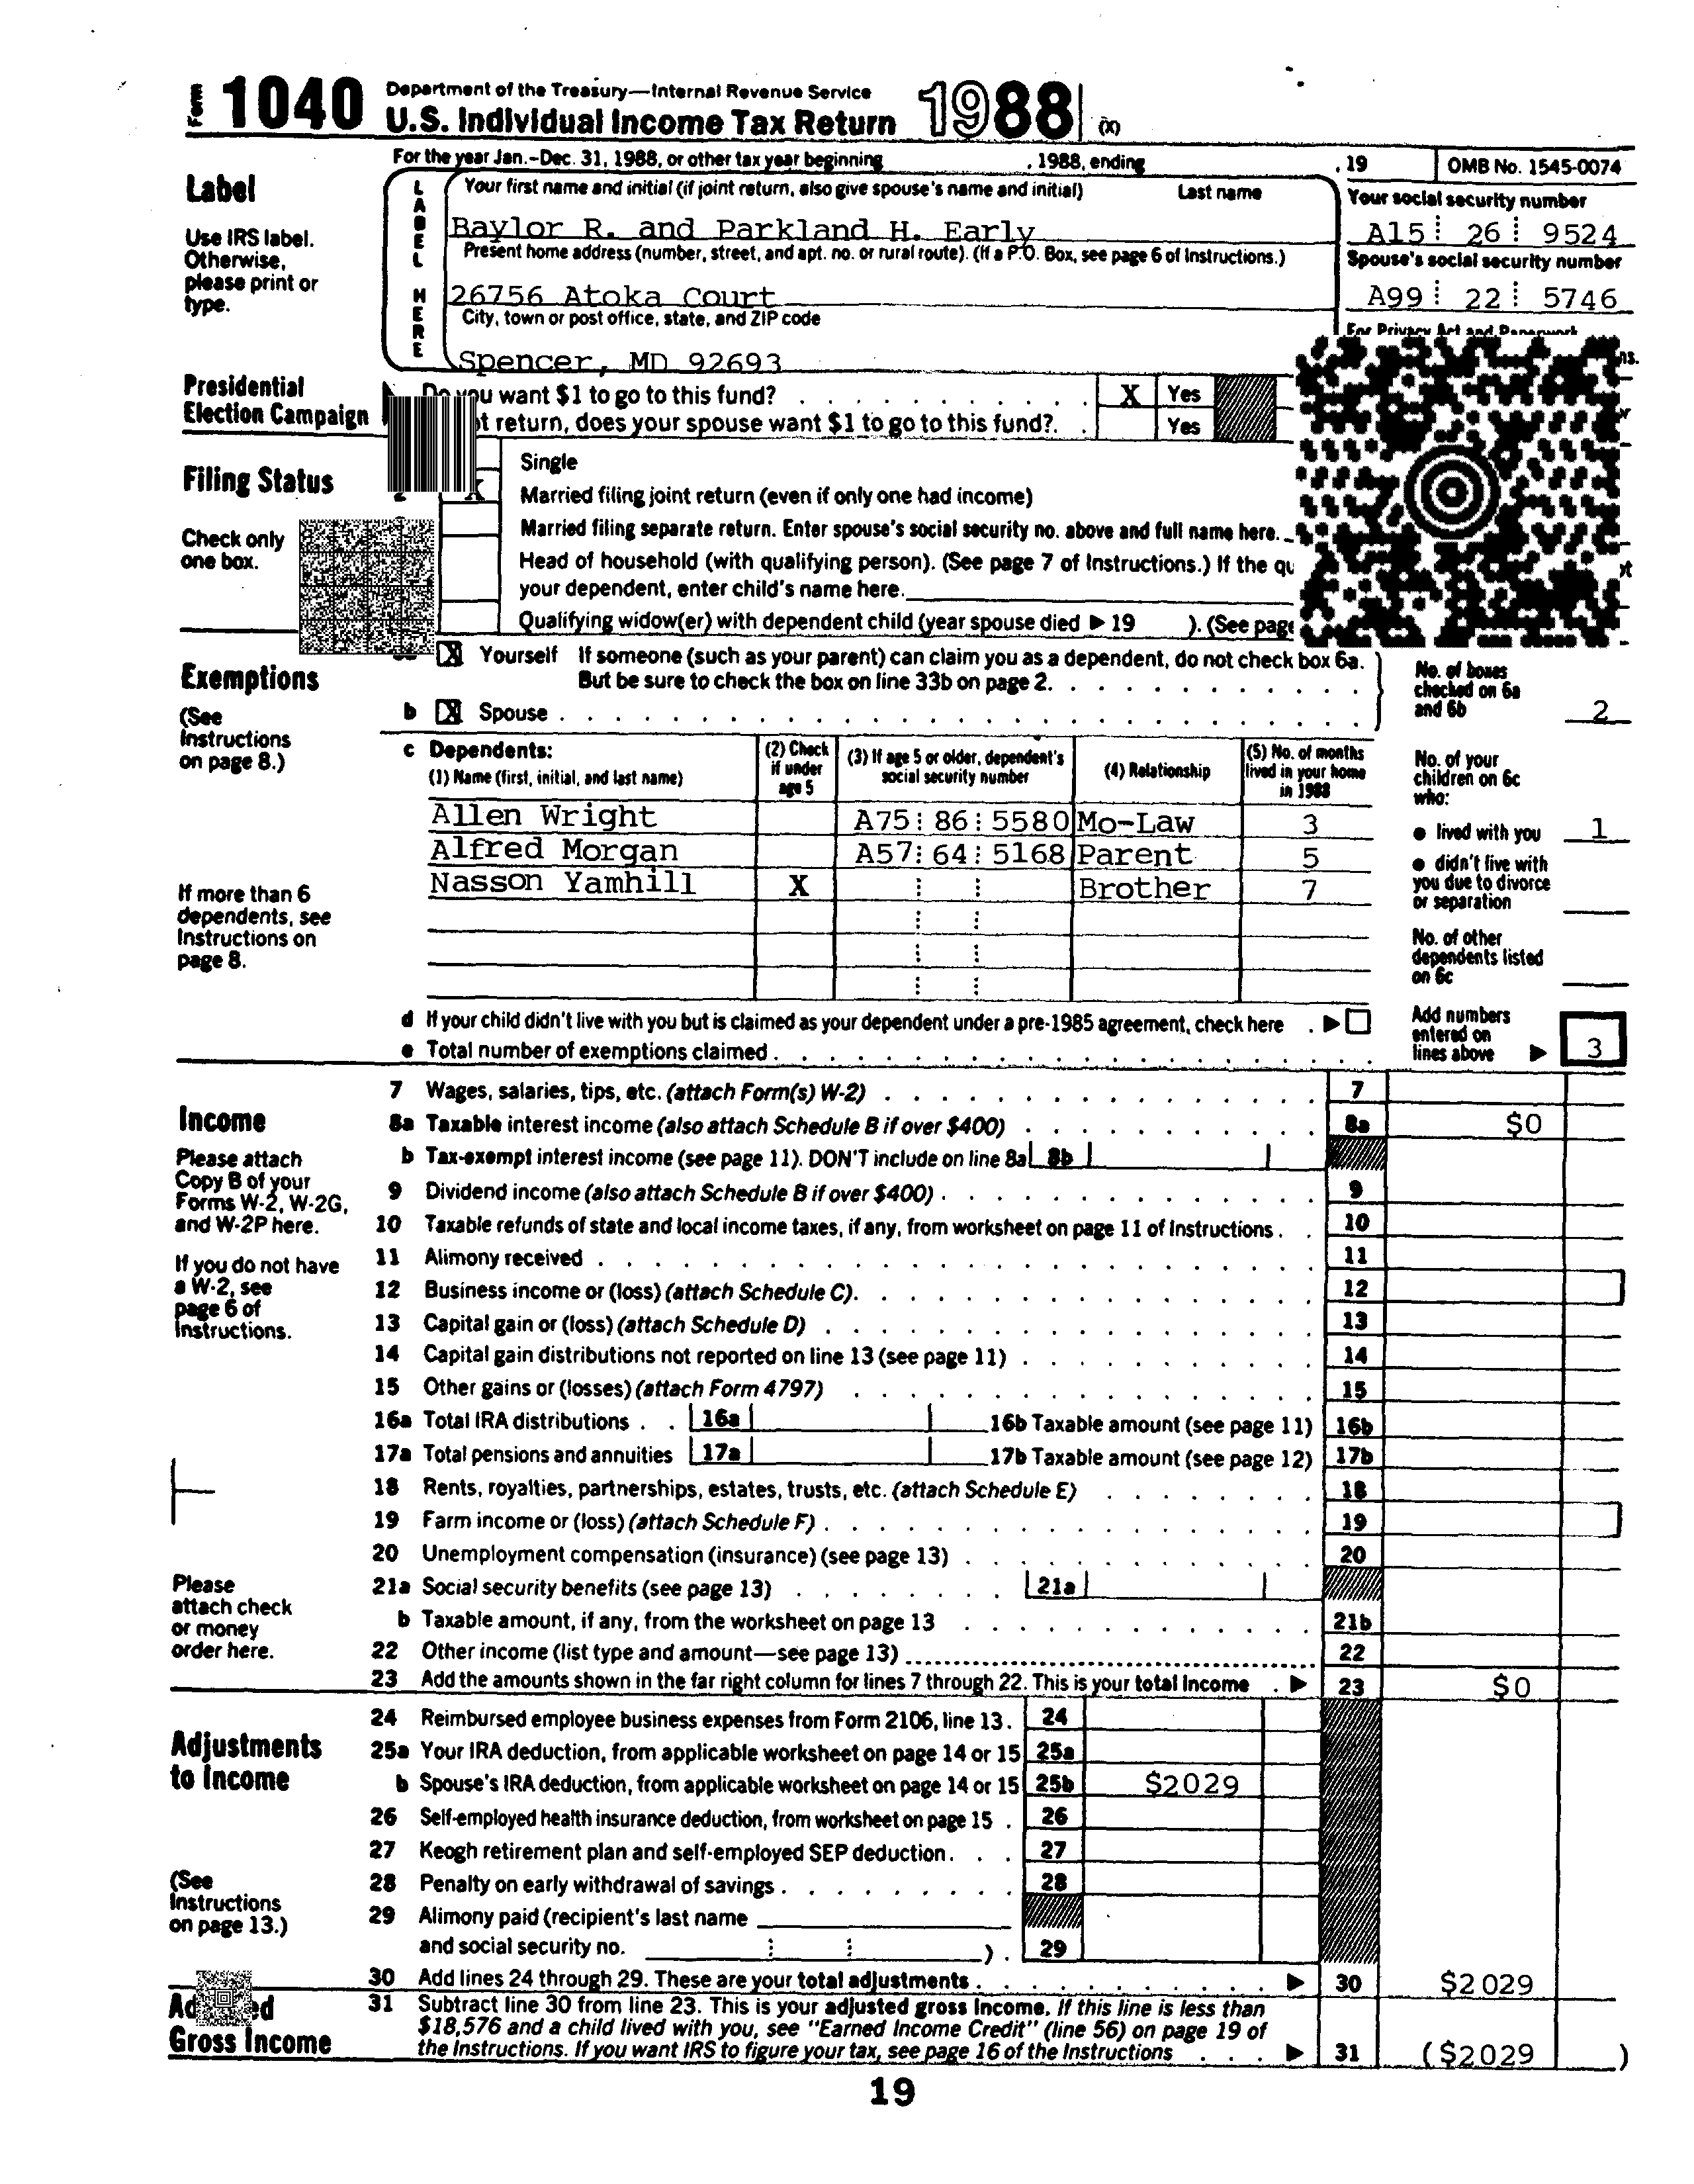 Form 1040 Department of the Treasury—Internal Revenue Service
U.S. Individual Income Tax Return 1988 (X)
For the year Jan.-Dec. 31, 1988, or other tax year beginning , 1988, ending , 19 OMB No. 1545-0074
Label
Use IRS label.
Otherwise,
please print or
type.
LABEL HERE
Your first name and initial (if joint return, also give spouse's name and initial) Last name
Baylor R. and Parkland H. Early
Present home address (number, street, and apt. no. or rural route). (If a P.O. Box, see page 6 of Instructions.)
26756 Atoka Court
City, town or post office, state, and ZIP code
Spencer, MD 92693
Your social security number
A15 26 9524
Spouse's social security number
A99 22 5746
For Privacy Act and Paperwork
Presidential
Election Campaign
Do you want $1 to go to this fund? X Yes
return, does your spouse want $1 to go to this fund?. Yes
Filing Status
Check only
one box.
Single
X Married filing joint return (even if only one had income)
Married filing separate return. Enter spouse's social security no. above and full name here.
Head of household (with qualifying person). (See page 7 of Instructions.) If the
your dependent, enter child's name here.
Qualifying widow(er) with dependent child (year spouse died ▶ 19 ). (See page
Exemptions
(See
Instructions
on page 8.)
If more than 6
dependents, see
Instructions on
page 8.
X Yourself If someone (such as your parent) can claim you as a dependent, do not check box 6a.
But be sure to check the box on line 33b on page 2.
b X Spouse
No. of boxes
checked on 6a
and 6b 2
c Dependents:
(1) Name (first, initial, and last name)
(2) Check
if under
age 5
(3) If age 5 or older, dependent's
social security number
(4) Relationship
(5) No. of months
lived in your home
in 1988
Allen Wright A75 86 5580 Mo-Law 3
Alfred Morgan A57 64 5168 Parent 5
Nasson Yamhill X Brother 7
No. of your
children on 6c
who:
● lived with you 1
● didn't live with
you due to divorce
or separation
No. of other
dependents listed
on 6c
d If your child didn't live with you but is claimed as your dependent under a pre-1985 agreement, check here . ▶
e Total number of exemptions claimed
Add numbers
entered on
lines above ▶ 3
Income
Please attach
Copy B of your
Forms W-2, W-2G,
and W-2P here.
If you do not have
a W-2, see
page 6 of
Instructions.
Please
attach check
or money
order here.
7 Wages, salaries, tips, etc. (attach Form(s) W-2) 7
8a Taxable interest income (also attach Schedule B if over $400) 8a $0
b Tax-exempt interest income (see page 11). DON'T include on line 8a 8b
9 Dividend income (also attach Schedule B if over $400) 9
10 Taxable refunds of state and local income taxes, if any, from worksheet on page 11 of Instructions 10
11 Alimony received 11
12 Business income or (loss) (attach Schedule C). 12
13 Capital gain or (loss) (attach Schedule D) 13
14 Capital gain distributions not reported on line 13 (see page 11) 14
15 Other gains or (losses) (attach Form 4797) 15
16a Total IRA distributions 16a 16b Taxable amount (see page 11) 16b
17a Total pensions and annuities 17a 17b Taxable amount (see page 12) 17b
18 Rents, royalties, partnerships, estates, trusts, etc. (attach Schedule E) 18
19 Farm income or (loss) (attach Schedule F) 19
20 Unemployment compensation (insurance) (see page 13) 20
21a Social security benefits (see page 13) 21a
b Taxable amount, if any, from the worksheet on page 13 21b
22 Other income (list type and amount—see page 13) 22
23 Add the amounts shown in the far right column for lines 7 through 22. This is your total income ▶ 23 $0
Adjustments
to Income
(See
Instructions
on page 13.)
24 Reimbursed employee business expenses from Form 2106, line 13. 24
25a Your IRA deduction, from applicable worksheet on page 14 or 15 25a
b Spouse's IRA deduction, from applicable worksheet on page 14 or 15 25b $2029
26 Self-employed health insurance deduction, from worksheet on page 15 26
27 Keogh retirement plan and self-employed SEP deduction 27
28 Penalty on early withdrawal of savings 28
29 Alimony paid (recipient's last name
and social security no. ) . 29
30 Add lines 24 through 29. These are your total adjustments ▶ 30 $2029
Gross Income
31 Subtract line 30 from line 23. This is your adjusted gross income. If this line is less than
$18,576 and a child lived with you, see "Earned Income Credit" (line 56) on page 19 of
the Instructions. If you want IRS to figure your tax, see page 16 of the Instructions ▶ 31 ($2029 )
19